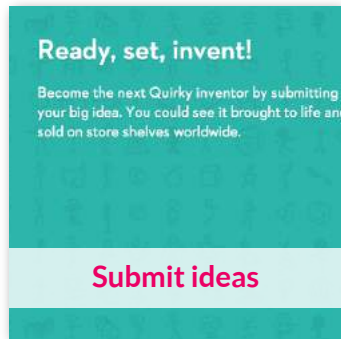 Ready, set, invent!
Become the next Quirky inventor by submitting
your big idea. You could see it brought to life and
sold on store shelves worldwide.
Submit ideas